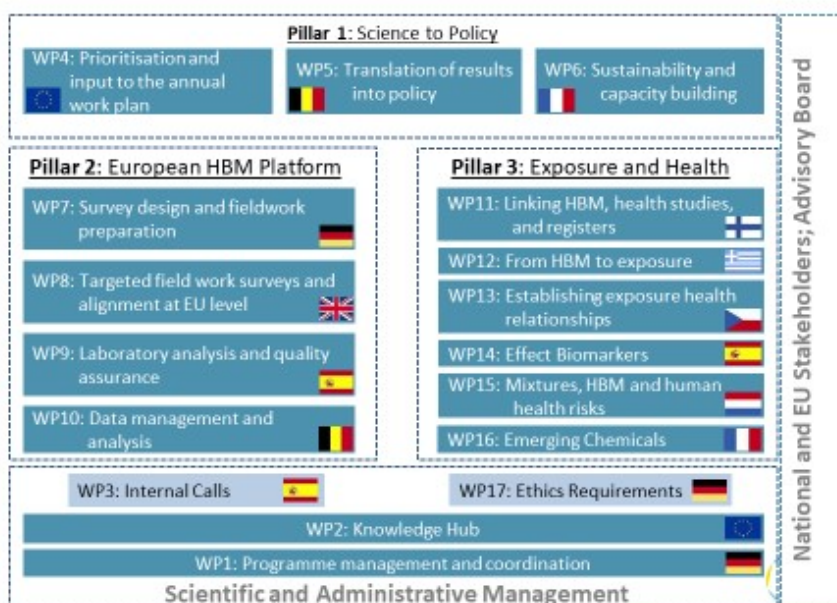 Pillar 1: Science to Policy
WP4: Prioritisation and
input to the annual
work plan
WP5: Translation of results
into policy
WP6: Sustainability and
capacity building
Pillar 2: European HBM Platform
WP7: Survey design and fieldwork
preparation
WP8: Targeted field work surveys and
alignment at EU level
WP9: Laboratory analysis and quality
assurance
WP10: Data management and
analysis
Pillar 3: Exposure and Health
WP11: Linking HBM, health studies,
and registers
WP12: From HBM to exposure
WP13: Establishing exposure health
relationships
WP14: Effect Biomarkers
WP15: Mixtures, HBM and human
health risks
WP16: Emerging Chemicals
WP3: Internal Calls
WP17: Ethics Requirements
WP2: Knowledge Hub
WP1: Programme management and coordination
Scientific and Administrative Management
National and EU Stakeholders; Advisory Board